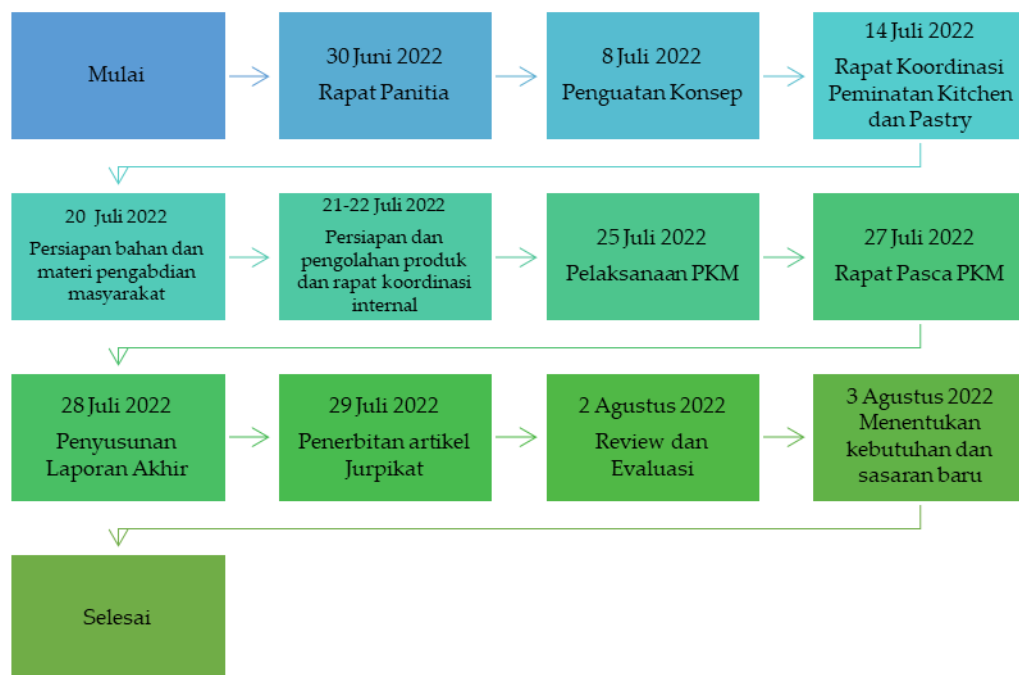 Mulai
30 Juni 2022
Rapat Panitia
8 Juli 2022
Penguatan Konsep
14 Juli 2022
Rapat Koordinasi
Peminatan Kitchen
dan Pastry
20 Juli 2022
Persiapan bahan dan
materi pengabdian
masyarakat
21-22 Juli 2022
Persiapan dan
pengolahan produk
dan rapat koordinasi
internal
25 Juli 2022
Pelaksanaan PKM
27 Juli 2022
Rapat Pasca PKM
28 Juli 2022
Penyusunan
Laporan Akhir
29 Juli 2022
Penerbitan artikel
Jurpikat
2 Agustus 2022
Review dan
Evaluasi
3 Agustus 2022
Menentukan
kebutuhan dan
sasaran baru
Selesai